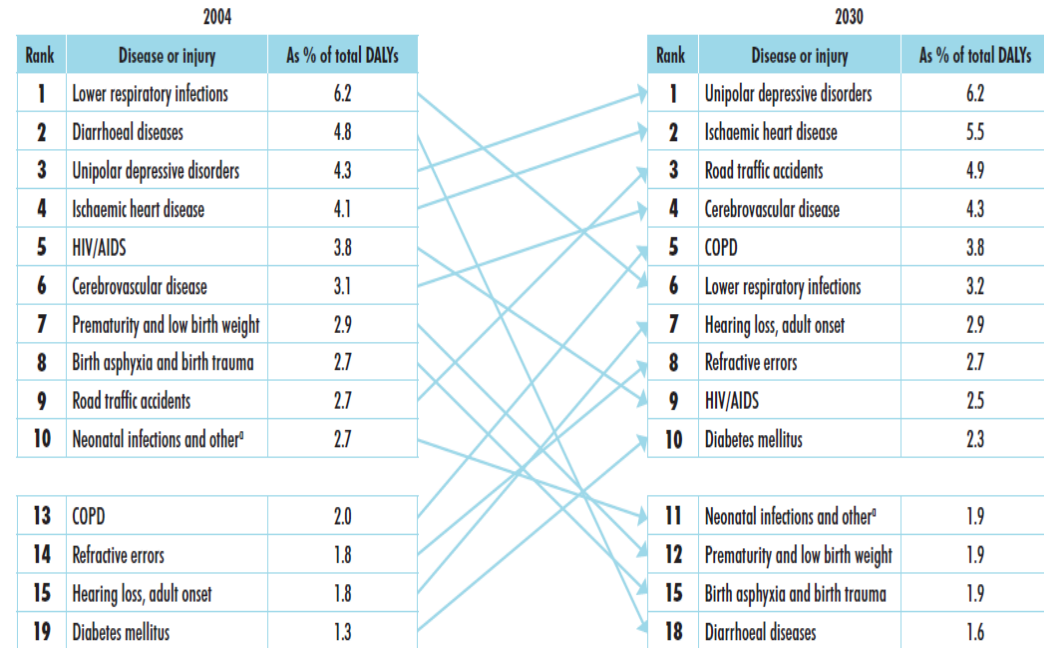 2004
Rank Disease or injury As % of total DALYs
1 Lower respiratory infections 6.2
2 Diarrhoeal diseases 4.8
3 Unipolar depressive disorders 4.3
4 Ischaemic heart disease 4.1
5 HIV/AIDS 3.8
6 Cerebrovascular disease 3.1
7 Prematurity and low birth weight 2.9
8 Birth asphyxia and birth trauma 2.7
9 Road traffic accidents 2.7
10 Neonatal infections and otherᵃ 2.7
13 COPD 2.0
14 Refractive errors 1.8
15 Hearing loss, adult onset 1.8
19 Diabetes mellitus 1.3
2030
Rank Disease or injury As % of total DALYs
1 Unipolar depressive disorders 6.2
2 Ischaemic heart disease 5.5
3 Road traffic accidents 4.9
4 Cerebrovascular disease 4.3
5 COPD 3.8
6 Lower respiratory infections 3.2
7 Hearing loss, adult onset 2.9
8 Refractive errors 2.7
9 HIV/AIDS 2.5
10 Diabetes mellitus 2.3
11 Neonatal infections and otherᵃ 1.9
12 Prematurity and low birth weight 1.9
15 Birth asphyxia and birth trauma 1.9
18 Diarrhoeal diseases 1.6